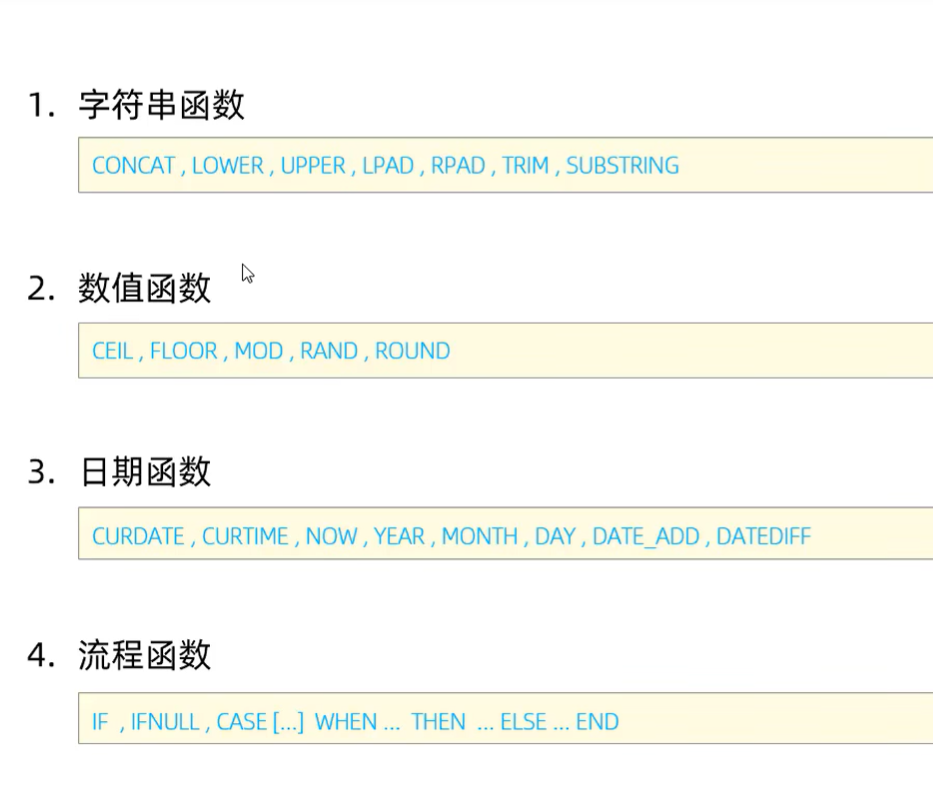 1. 字符串函数
CONCAT , LOWER , UPPER , LPAD , RPAD , TRIM , SUBSTRING
2. 数值函数
CEIL , FLOOR , MOD , RAND , ROUND
3. 日期函数
CURDATE , CURTIME , NOW , YEAR , MONTH , DAY , DATE_ADD , DATEDIFF
4. 流程函数
IF , IFNULL , CASE [...] WHEN ... THEN ... ELSE ... END